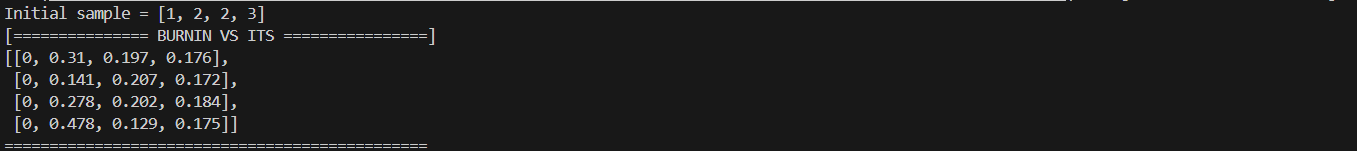 Initial sample = [1, 2, 2, 3]
[=============== BURNIN VS ITS ================]
[[0, 0.31, 0.197, 0.176],
 [0, 0.141, 0.207, 0.172],
 [0, 0.278, 0.202, 0.184],
 [0, 0.478, 0.129, 0.175]]
===============================================